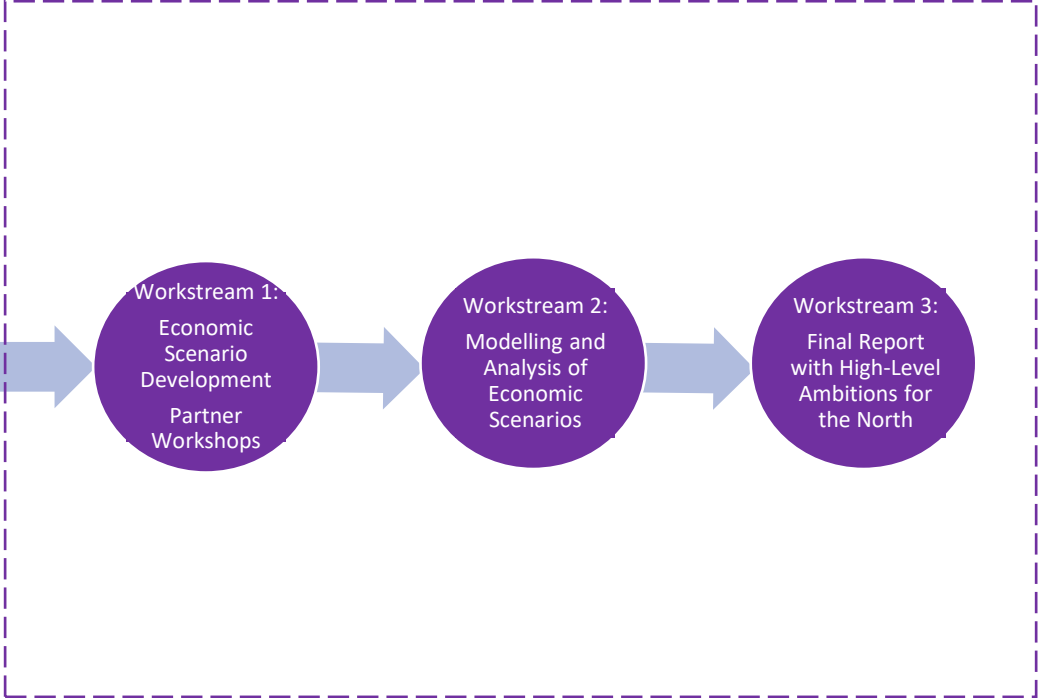 Workstream 1:
Economic
Scenario
Development
Partner
Workshops
Workstream 2:
Modelling and
Analysis of
Economic
Scenarios
Workstream 3:
Final Report
with High-Level
Ambitions for
the North